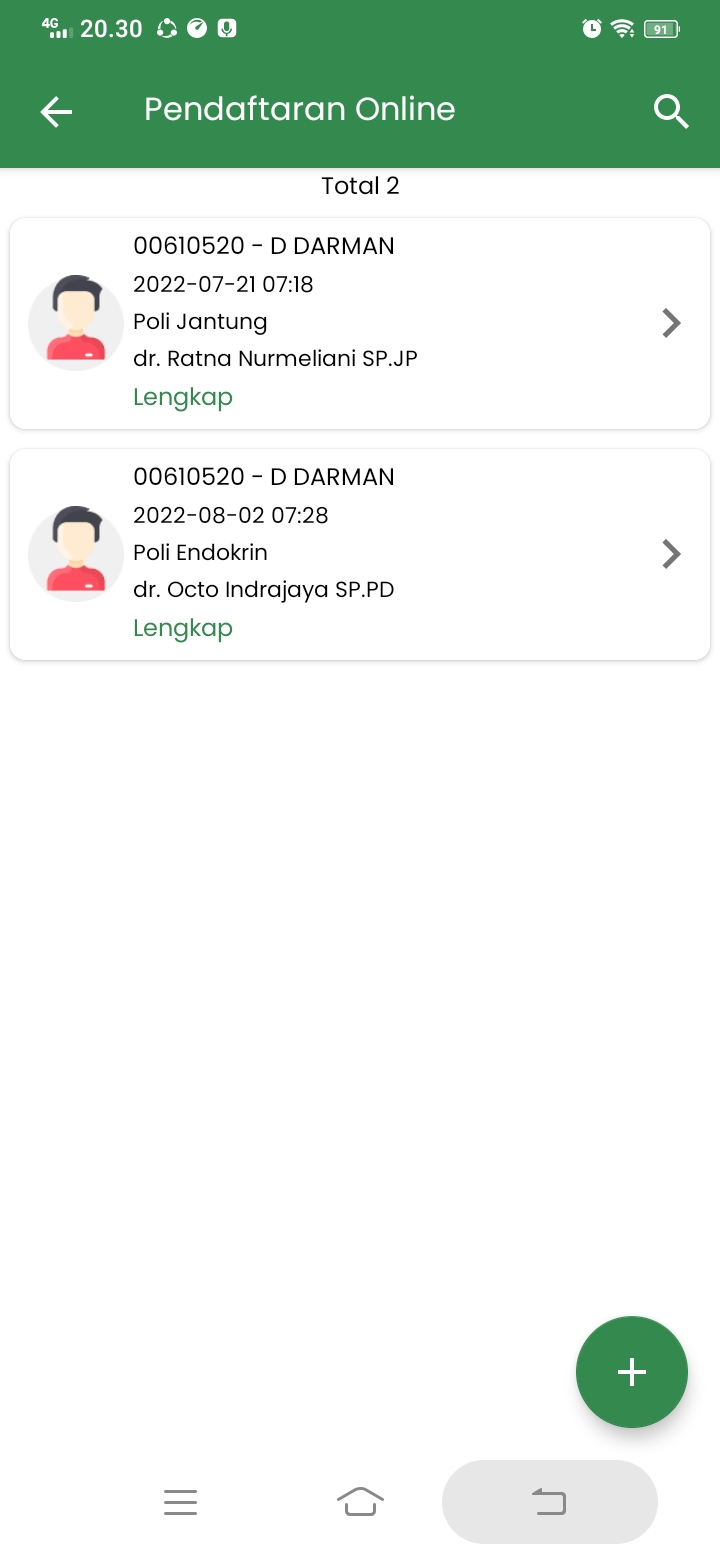 4G 20.30 91
Pendaftaran Online
Total 2
00610520 - D DARMAN
2022-07-21 07:18
Poli Jantung
dr. Ratna Nurmeliani SP.JP
Lengkap
00610520 - D DARMAN
2022-08-02 07:28
Poli Endokrin
dr. Octo Indrajaya SP.PD
Lengkap